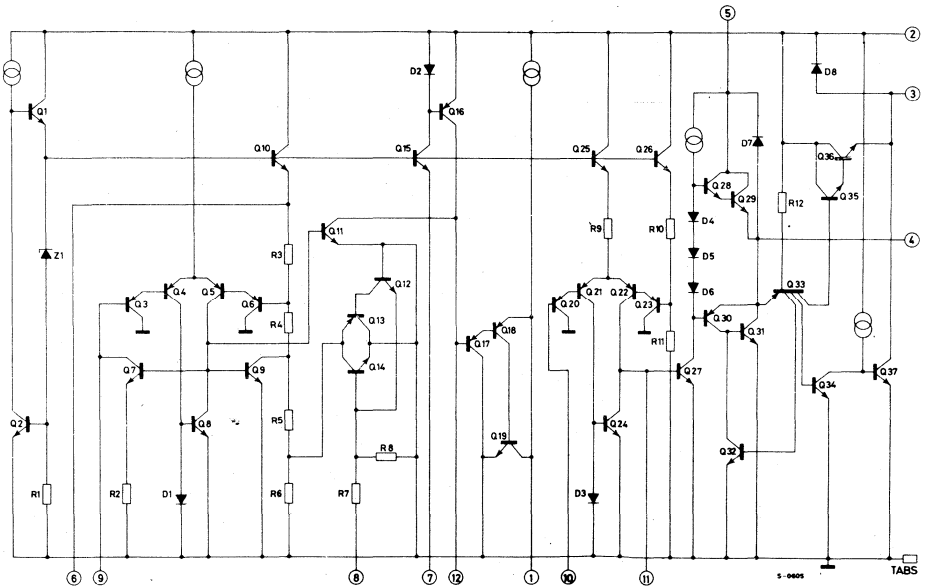 5
2
D8
D2
3
Q1
Q16
Q36
D7
Q10
Q15
Q25
Q26
Q28
Q35
R12
Q29
D4
Q11
R9
R10
4
R3
Z1
D5
Q12
D6
Q33
Q4
Q5
Q21
Q22
Q3
Q6
Q20
Q23
Q13
R4
Q30
Q31
Q18
Q17
R11
Q14
Q7
Q9
Q27
Q34
Q37
R5
Q2
Q8
Q24
Q19
R8
Q32
R1
R2
D1
R6
R7
D3
S-0605
TABS
6
9
8
7
12
1
10
11